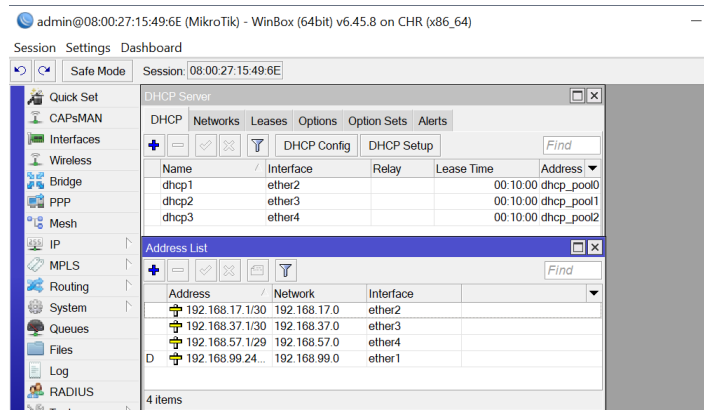 admin@08:00:27:15:49:6E (MikroTik) - WinBox (64bit) v6.45.8 on CHR (x86_64)
Session Settings Dashboard
Safe Mode Session: 08:00:27:15:49:6E
Quick Set
CAPsMAN
Interfaces
Wireless
Bridge
PPP
Mesh
IP
MPLS
Routing
System
Queues
Files
Log
RADIUS
DHCP Server
DHCP Networks Leases Options Option Sets Alerts
DHCP Config DHCP Setup Find
Name / Interface Relay Lease Time Address
dhcp1 ether2 00:10:00 dhcp_pool0
dhcp2 ether3 00:10:00 dhcp_pool1
dhcp3 ether4 00:10:00 dhcp_pool2
Address List
Find
Address / Network Interface
192.168.17.1/30 192.168.17.0 ether2
192.168.37.1/30 192.168.37.0 ether3
192.168.57.1/29 192.168.57.0 ether4
D 192.168.99.24... 192.168.99.0 ether1
4 items